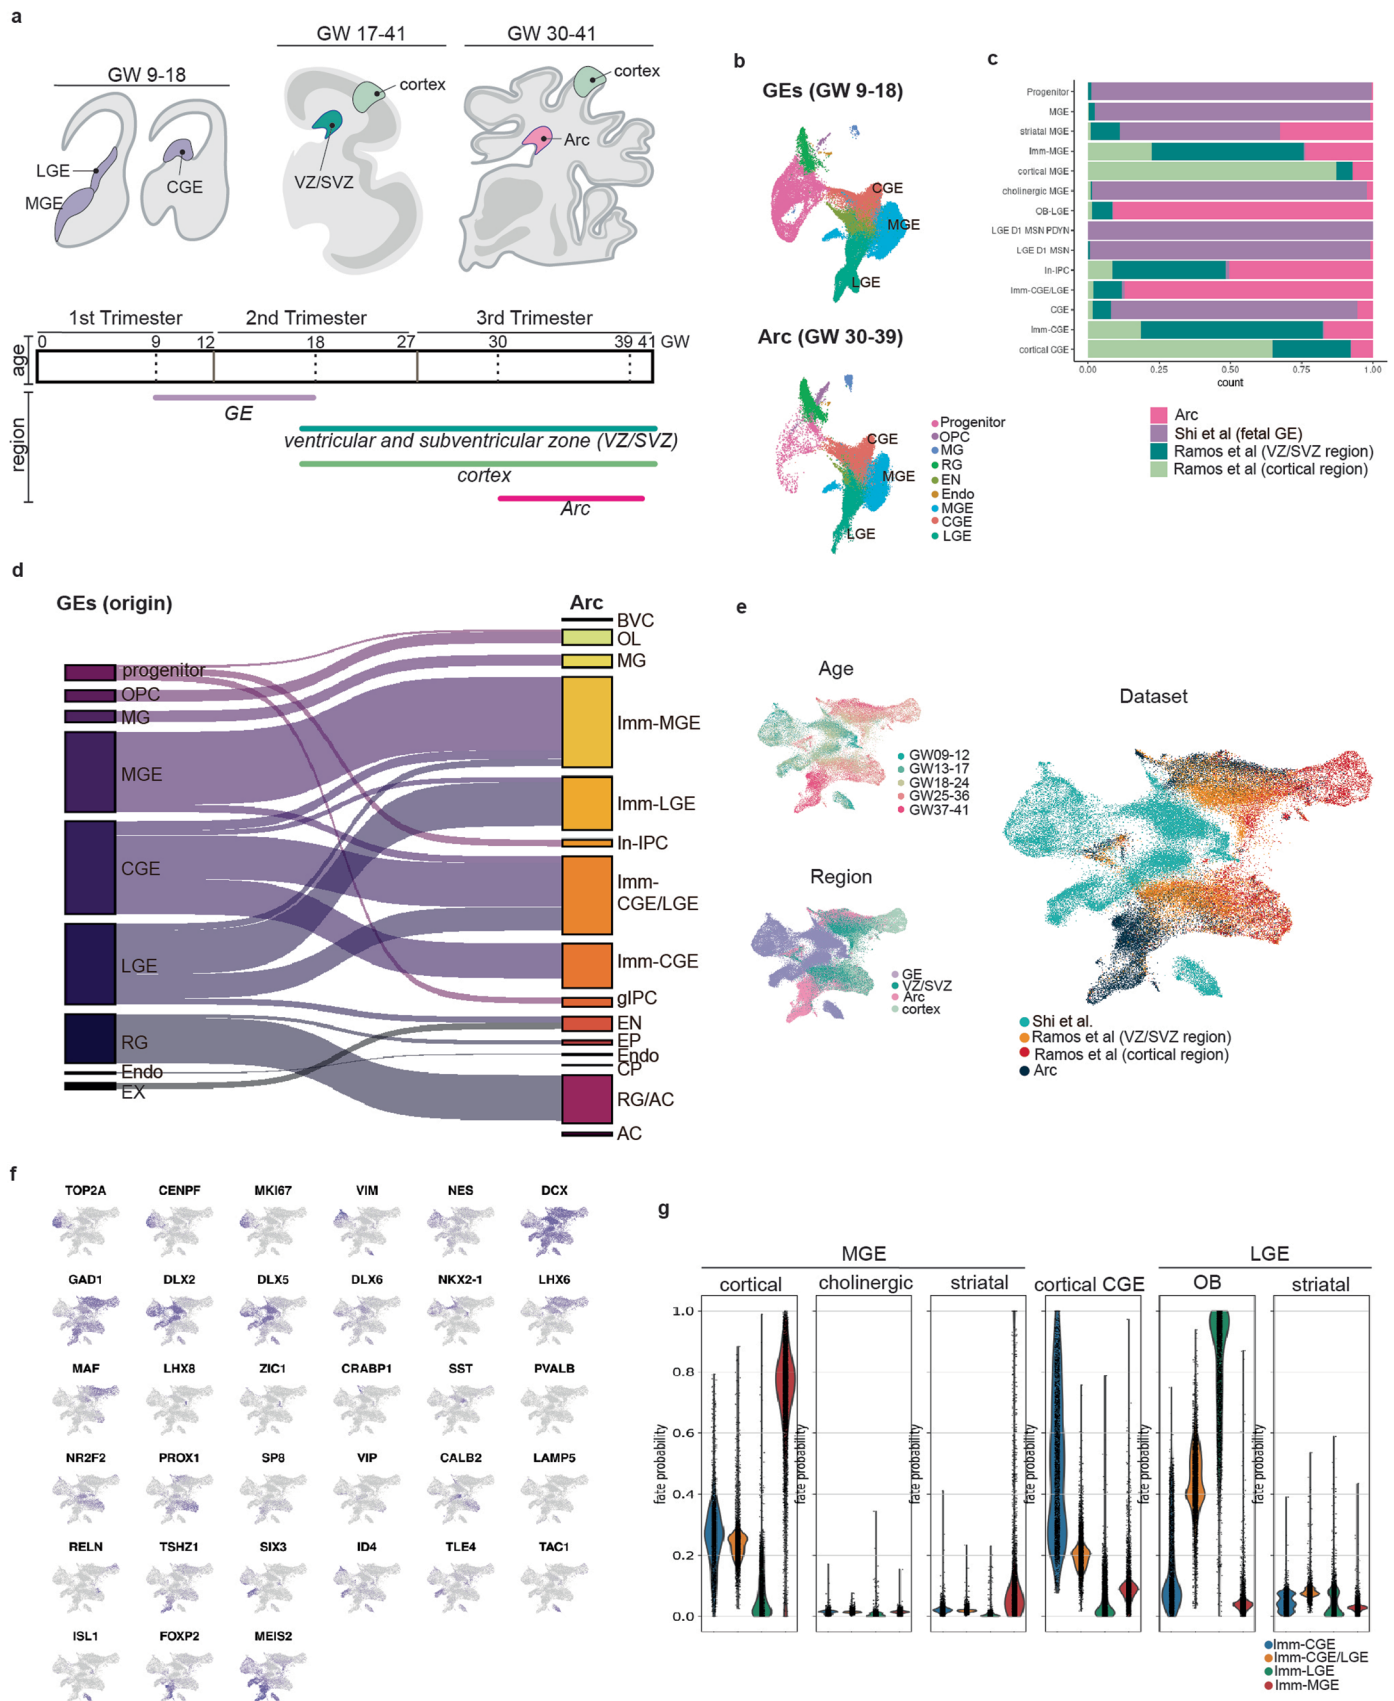 a
GW 9-18
GW 17-41
GW 30-41
cortex
cortex
LGE
MGE
CGE
VZ/SVZ
Arc
1st Trimester
2nd Trimester
3rd Trimester
0 9 12 18 27 30 39 41 GW
age
region
GE
ventricular and subventricular zone (VZ/SVZ)
cortex
Arc
b
GEs (GW 9-18)
CGE
MGE
LGE
Arc (GW 30-39)
CGE
MGE
LGE
Progenitor
OPC
MG
RG
EN
Endo
MGE
CGE
LGE
c
Progenitor
MGE
striatal MGE
Imm-MGE
cortical MGE
cholinergic MGE
OB-LGE
LGE D1 MSN PDYN
LGE D1 MSN
In-IPC
Imm-CGE/LGE
CGE
Imm-CGE
cortical CGE
0.00 0.25 0.50 0.75 1.00
count
Arc
Shi et al (fetal GE)
Ramos et al (VZ/SVZ region)
Ramos et al (cortical region)
d
GEs (origin)
Arc
progenitor
OPC
MG
MGE
CGE
LGE
RG
Endo
EX
BVC
OL
MG
Imm-MGE
Imm-LGE
In-IPC
Imm-
CGE/LGE
Imm-CGE
gIPC
EN
EP
Endo
CP
RG/AC
AC
e
Age
GW09-12
GW13-17
GW18-24
GW25-36
GW37-41
Region
GE
VZ/SVZ
Arc
cortex
Dataset
Shi et al.
Ramos et al (VZ/SVZ region)
Ramos et al (cortical region)
Arc
f
TOP2A CENPF MKI67 VIM NES DCX
GAD1 DLX2 DLX5 DLX6 NKX2-1 LHX6
MAF LHX8 ZIC1 CRABP1 SST PVALB
NR2F2 PROX1 SP8 VIP CALB2 LAMP5
RELN TSHZ1 SIX3 ID4 TLE4 TAC1
ISL1 FOXP2 MEIS2
g
MGE
LGE
cortical
cholinergic
striatal
cortical CGE
OB
striatal
1.0
0.8
0.6
0.4
0.2
0.0
fate probability
fate probability
fate probability
fate probability
fate probability
fate probability
Imm-CGE
Imm-CGE/LGE
Imm-LGE
Imm-MGE